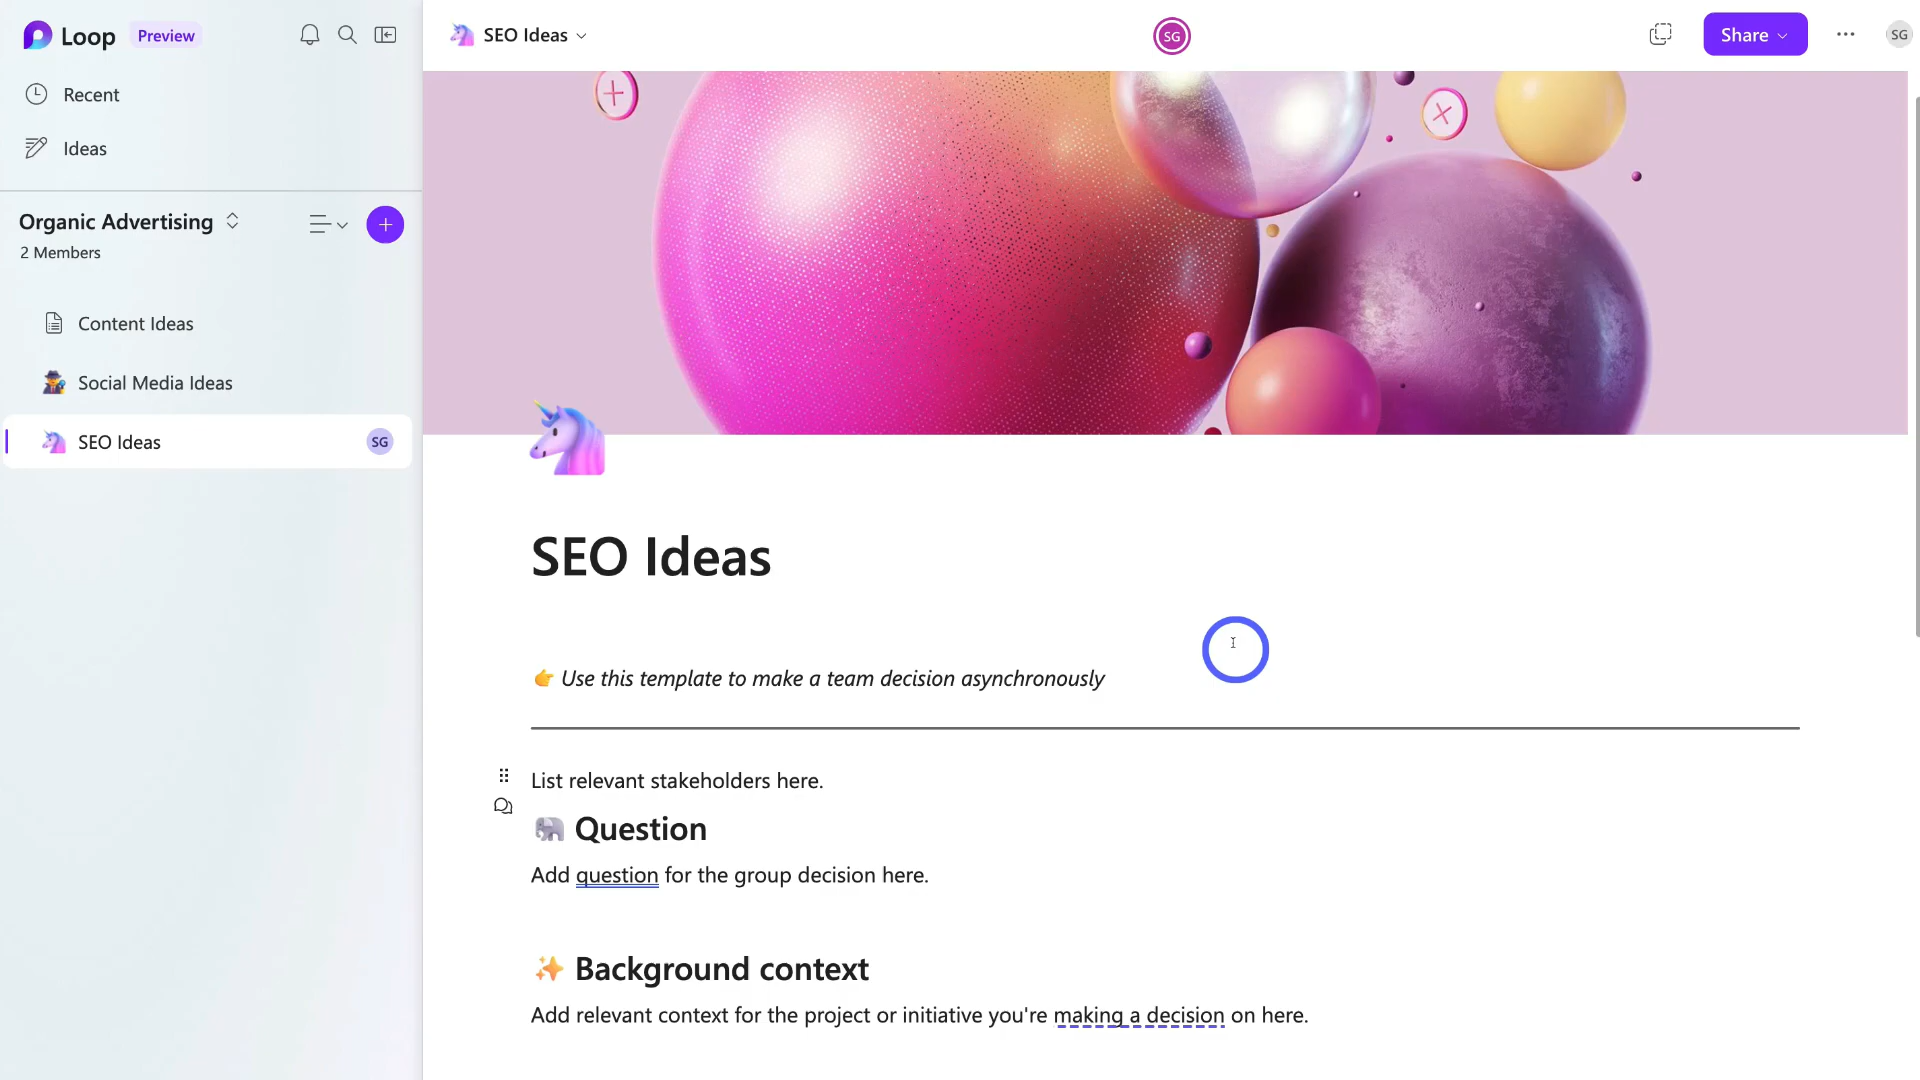 Loop Preview
Recent
Ideas
Organic Advertising
2 Members
Content Ideas
Social Media Ideas
SEO Ideas SG
SEO Ideas
SG
Share
SG
SEO Ideas
👉 Use this template to make a team decision asynchronously
List relevant stakeholders here.
🐘 Question
Add question for the group decision here.
✨ Background context
Add relevant context for the project or initiative you're making a decision on here.